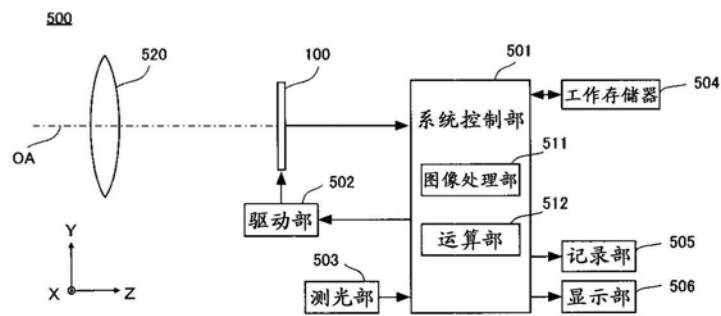 500
520
100
501
504
工作存储器
系统控制部
511
图像处理部
OA
502
驱动部
512
运算部
505
记录部
Y
X
Z
503
测光部
506
显示部